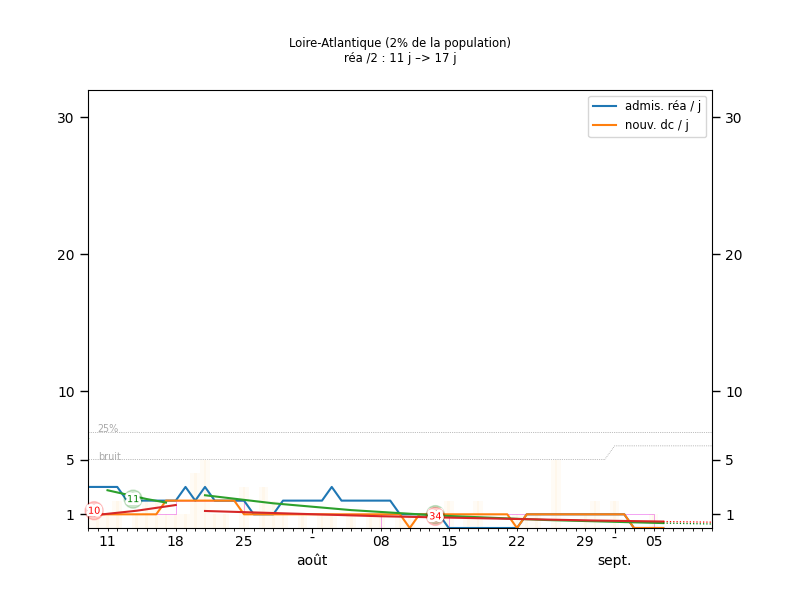 Loire-Atlantique (2% de la population)
réa /2 : 11 j –> 17 j
admis. réa / j
nouv. dc / j
30 30
20 20
10 10
25%
5 5
bruit
11
10
34
1 1
11 18 25 - 08 15 22 29 - 05
août sept.